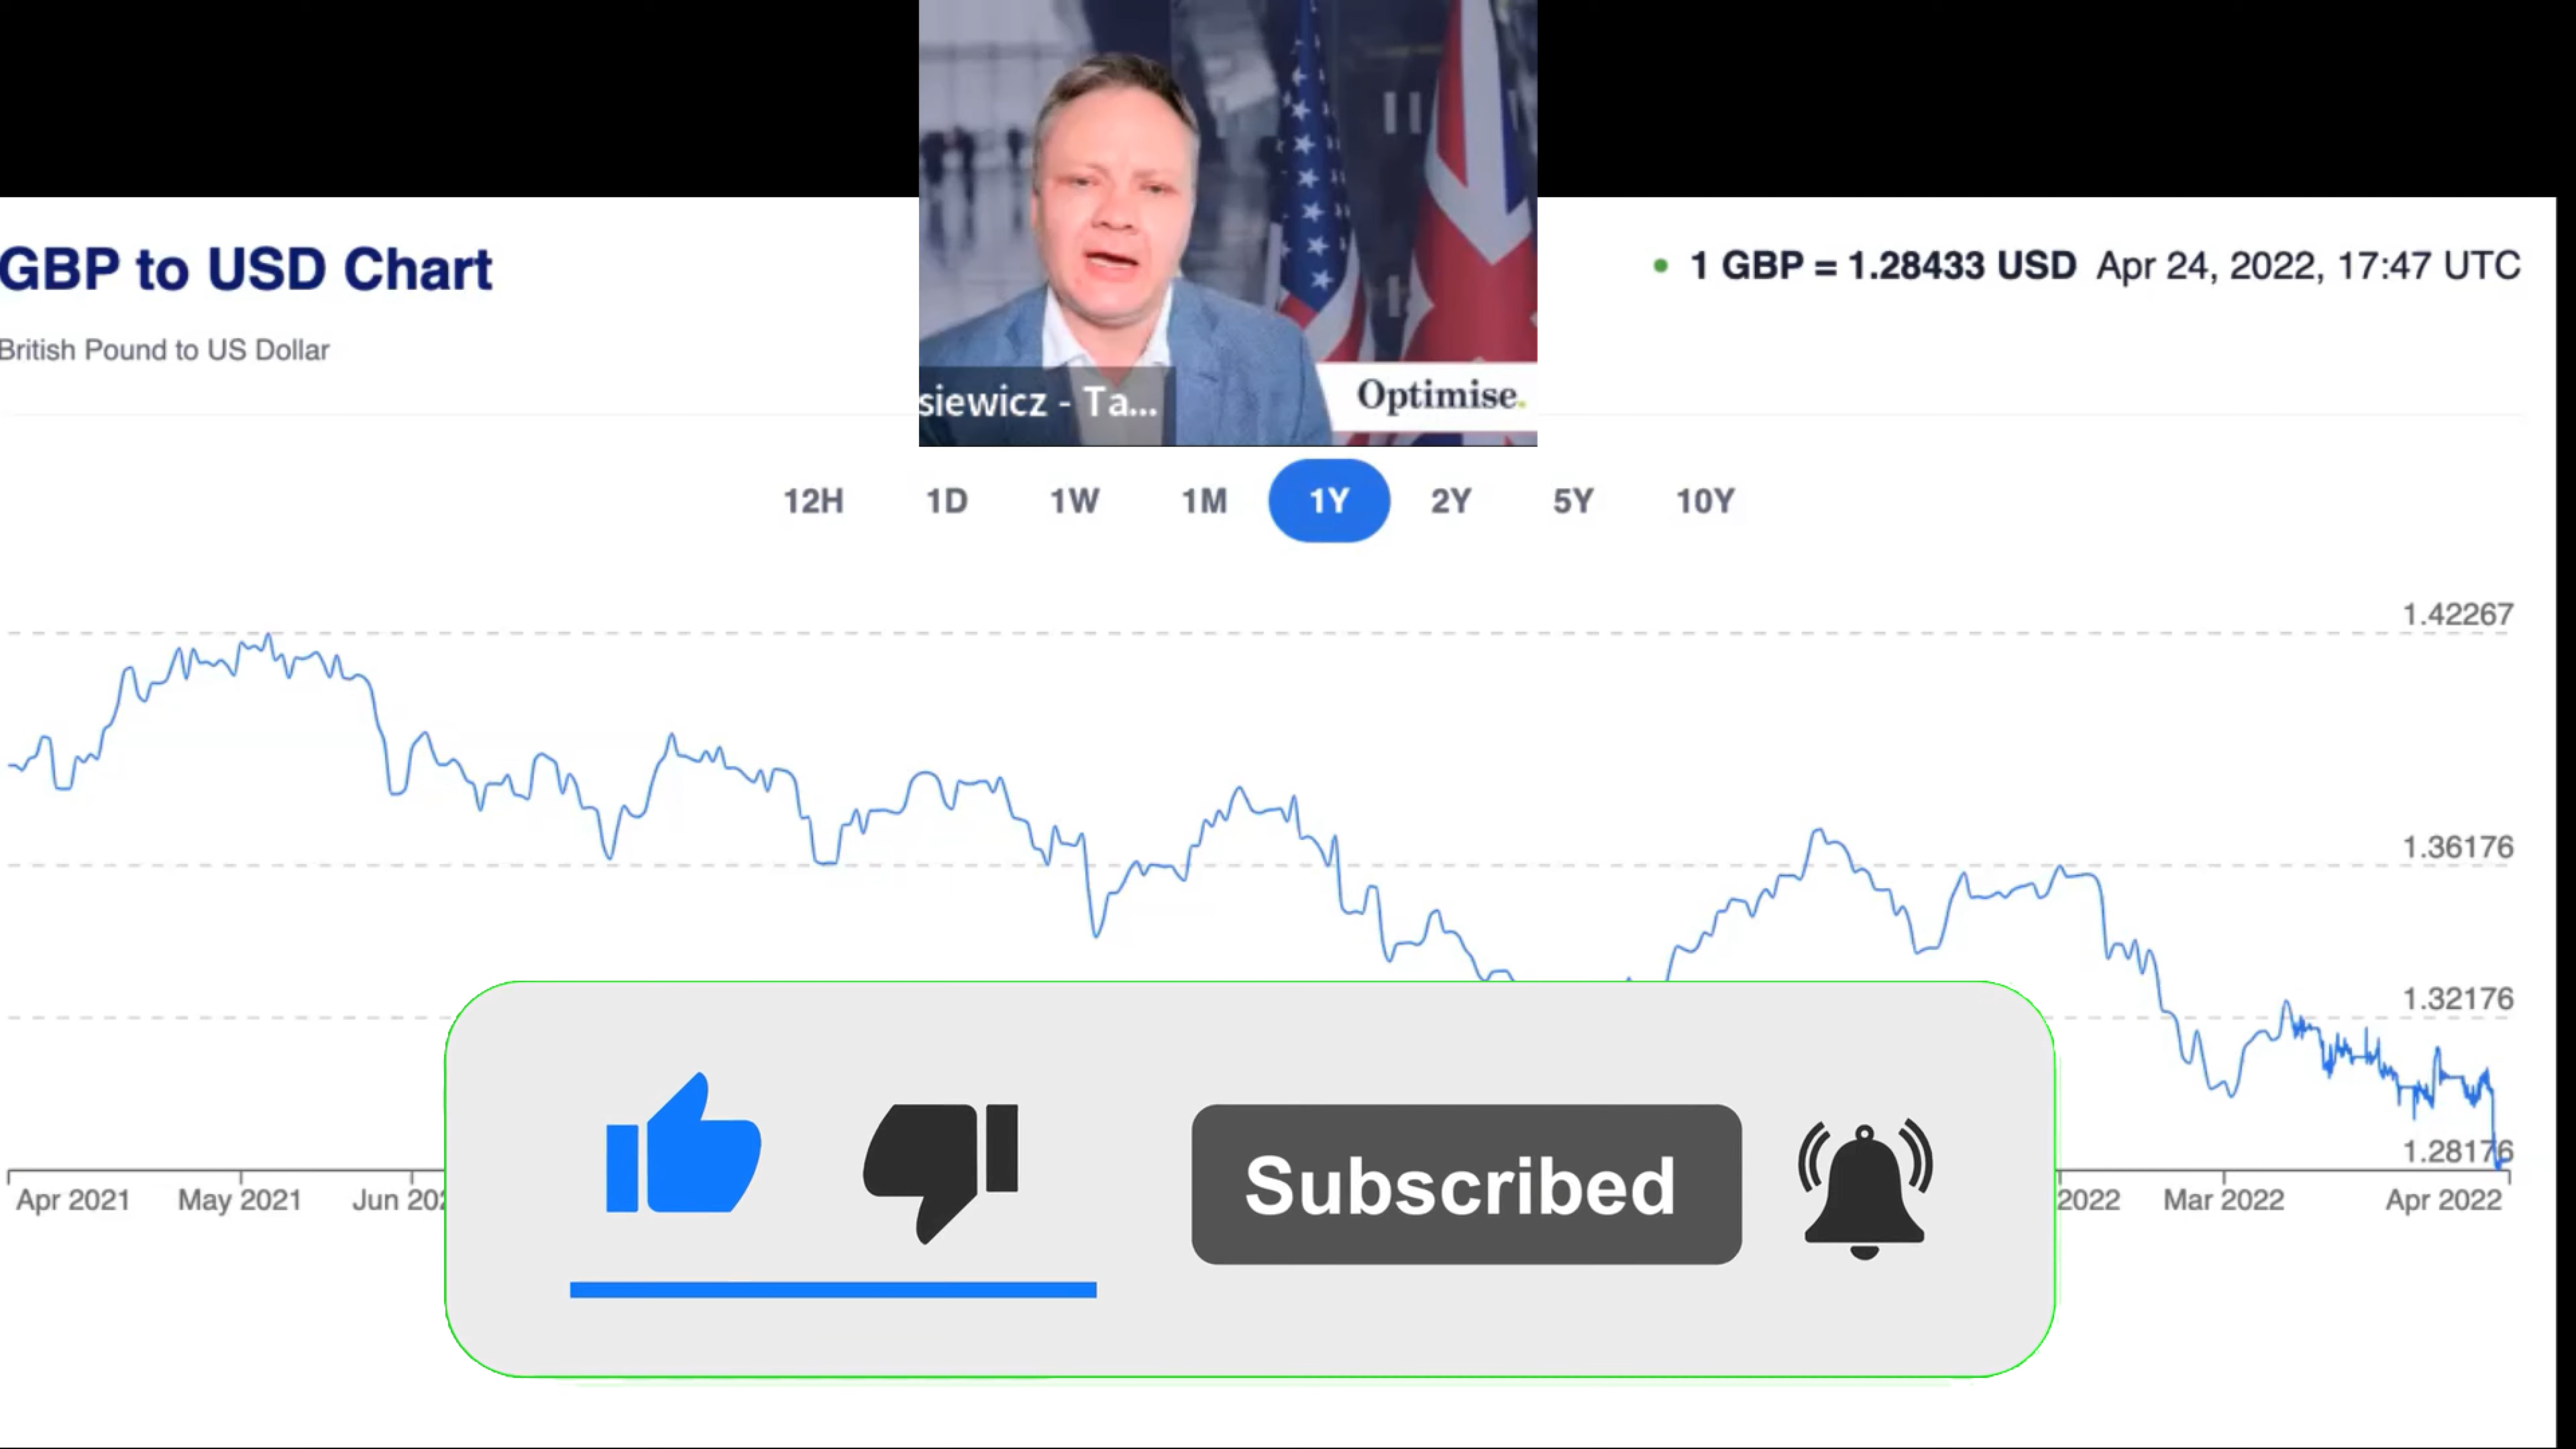 GBP to USD Chart
1 GBP = 1.28433 USD Apr 24, 2022, 17:47 UTC
British Pound to US Dollar
siewicz - Ta...
Optimise.
12H 1D 1W 1M 1Y 2Y 5Y 10Y
1.42267
1.36176
1.32176
1.28176
Apr 2021 May 2021 Jun 202 2022 Mar 2022 Apr 2022
Subscribed